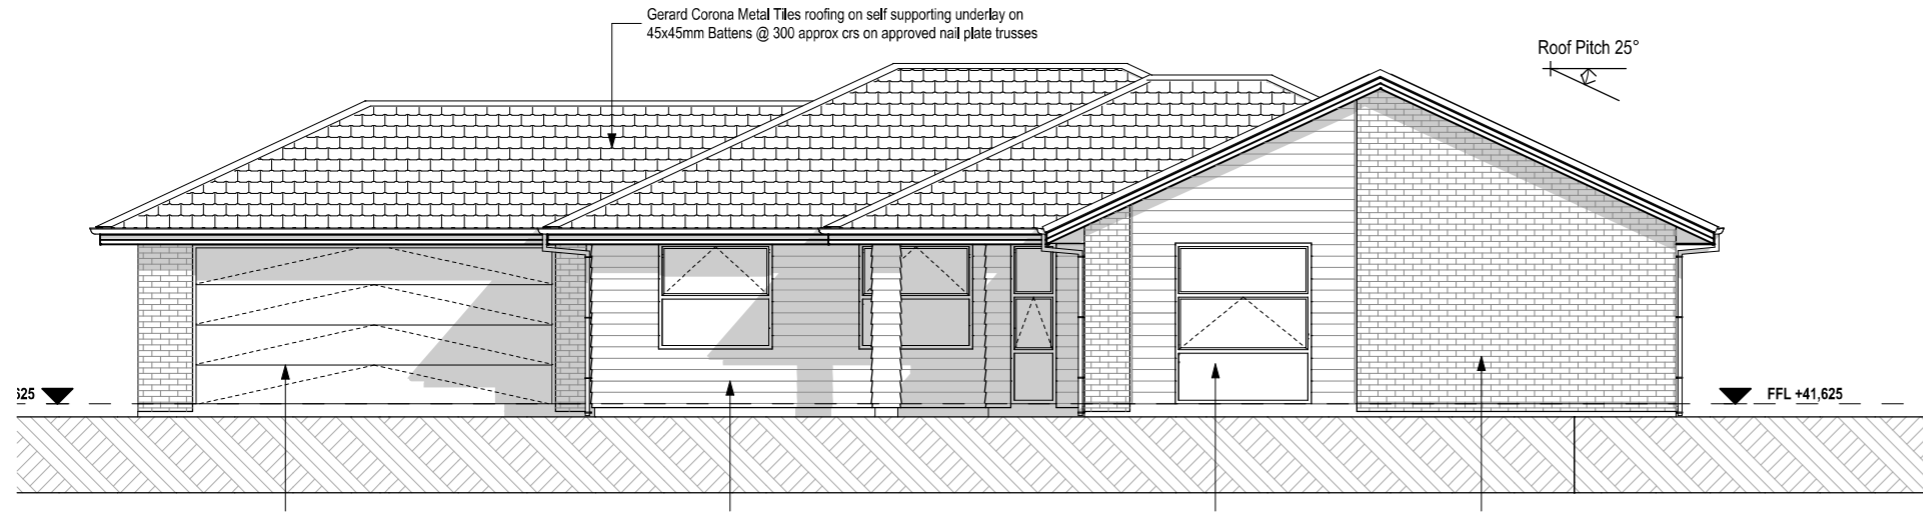 Gerard Corona Metal Tiles roofing on self supporting underlay on
45x45mm Battens @ 300 approx crs on approved nail plate trusses
Roof Pitch 25°
625
FFL +41,625